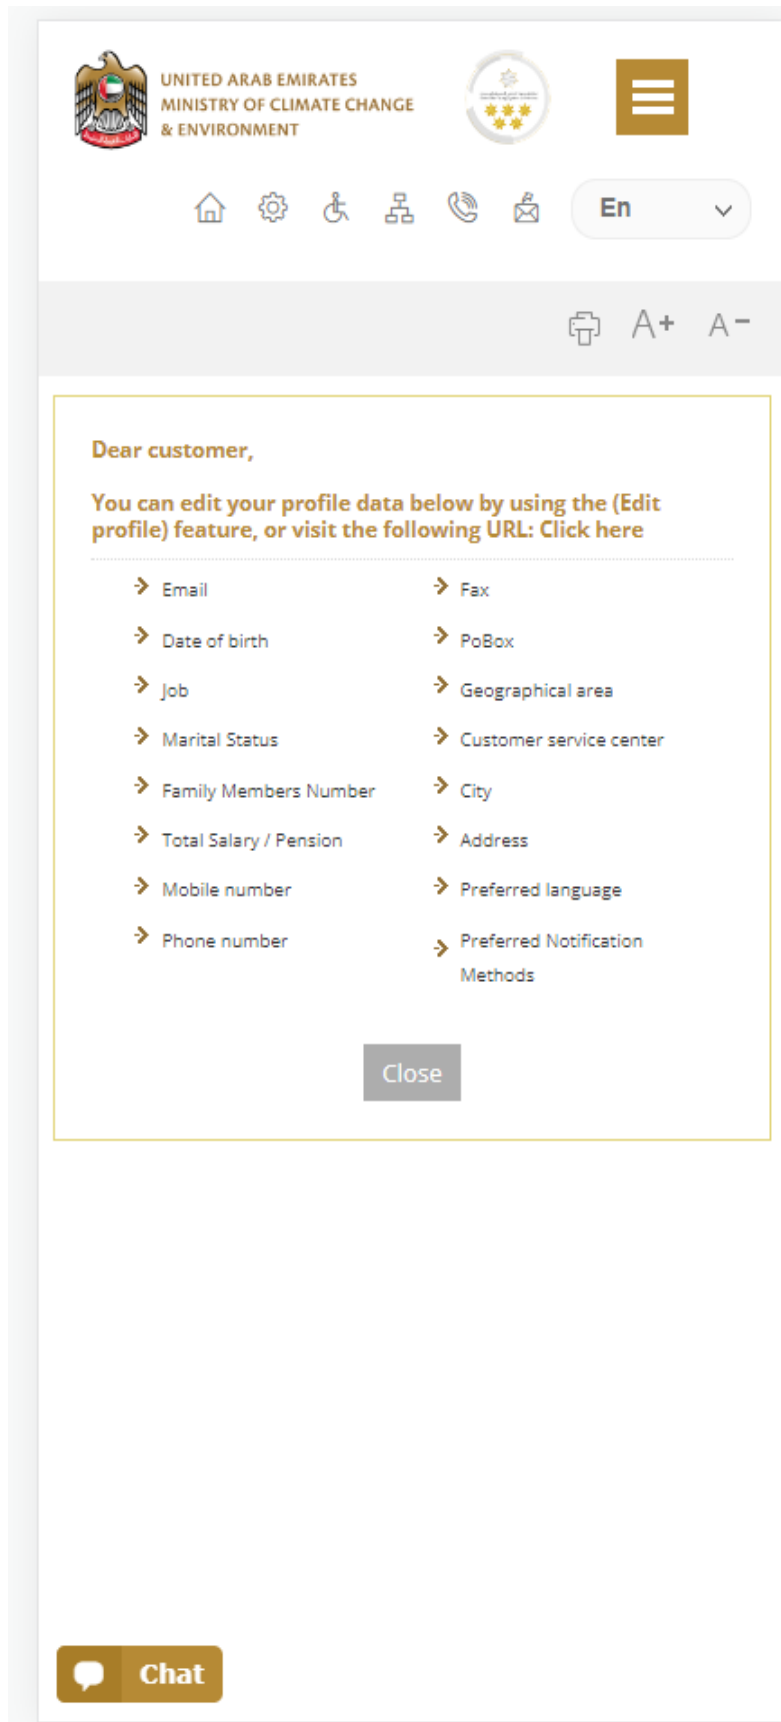 UNITED ARAB EMIRATES
MINISTRY OF CLIMATE CHANGE
& ENVIRONMENT
En
A+ A-
Dear customer,
You can edit your profile data below by using the (Edit
profile) feature, or visit the following URL: Click here
Email
Date of birth
Job
Marital Status
Family Members Number
Total Salary / Pension
Mobile number
Phone number
Fax
PoBox
Geographical area
Customer service center
City
Address
Preferred language
Preferred Notification
Methods
Close
Chat